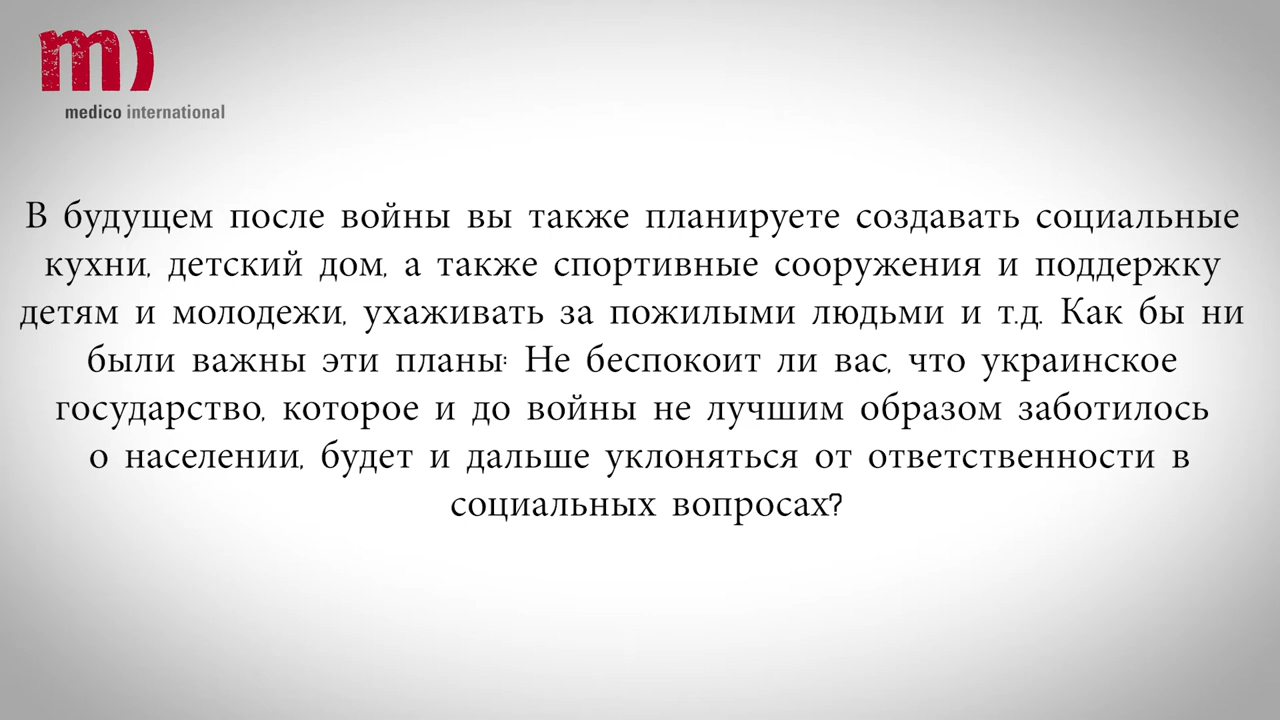 m)
medico international
В будущем после войны вы также планируете создавать социальные
кухни, детский дом, а также спортивные сооружения и поддержку
детям и молодежи, ухаживать за пожилыми людьми и т.д. Как бы ни
были важны эти планы: Не беспокоит ли вас, что украинское
государство, которое и до войны не лучшим образом заботилось
о населении, будет и дальше уклоняться от ответственности в
социальных вопросах?